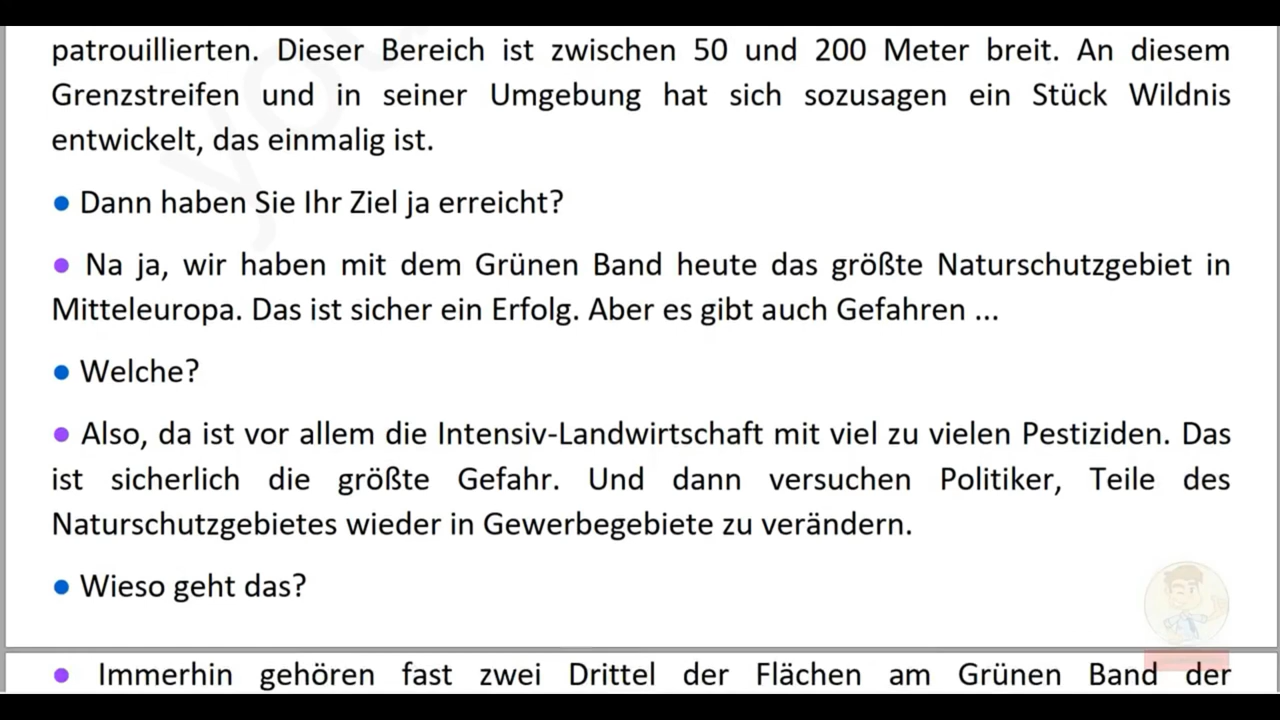 patrouillierten. Dieser Bereich ist zwischen 50 und 200 Meter breit. An diesem
Grenzstreifen und in seiner Umgebung hat sich sozusagen ein Stück Wildnis
entwickelt, das einmalig ist.
● Dann haben Sie Ihr Ziel ja erreicht?
● Na ja, wir haben mit dem Grünen Band heute das größte Naturschutzgebiet in
Mitteleuropa. Das ist sicher ein Erfolg. Aber es gibt auch Gefahren ...
● Welche?
● Also, da ist vor allem die Intensiv-Landwirtschaft mit viel zu vielen Pestiziden. Das
ist sicherlich die größte Gefahr. Und dann versuchen Politiker, Teile des
Naturschutzgebietes wieder in Gewerbegebiete zu verändern.
● Wieso geht das?
● Immerhin gehören fast zwei Drittel der Flächen am Grünen Band der